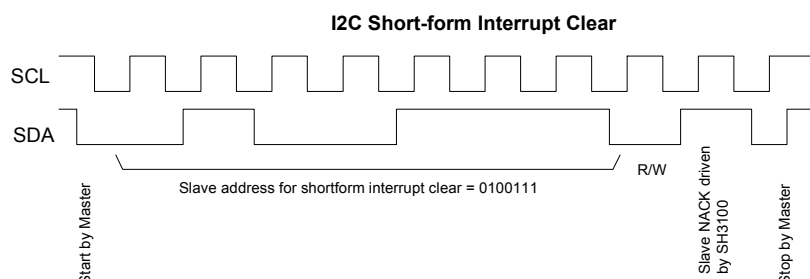 I2C Short-form Interrupt Clear
SCL
SDA
Slave address for shortform interrupt clear = 0100111
R/W
Start by Master
Slave NACK driven
by SH3100
Stop by Master